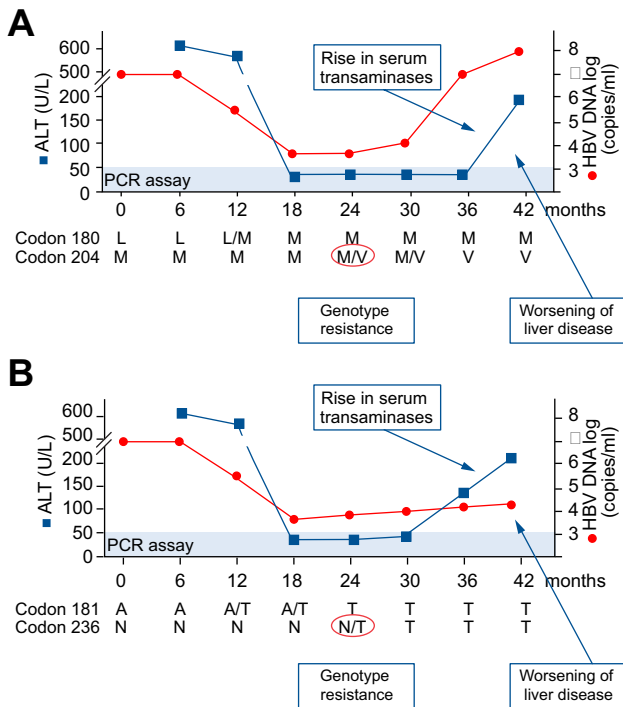 A
600
500
200
150
100
50
0
ALT (U/L)
PCR assay
Rise in serum
transaminases
8
6
5
4
3
HBV DNA log
(copies/ml)
0 6 12 18 24 30 36 42 months
Codon 180 L L L/M M M M M M
Codon 204 M M M M M/V M/V V V
Genotype
resistance
Worsening of
liver disease
B
600
500
200
150
100
50
0
ALT (U/L)
PCR assay
Rise in serum
transaminases
8
6
5
4
3
HBV DNA log
(copies/ml)
0 6 12 18 24 30 36 42 months
Codon 181 A A A/T A/T T T T T
Codon 236 N N N N N/T T T T
Genotype
resistance
Worsening of
liver disease